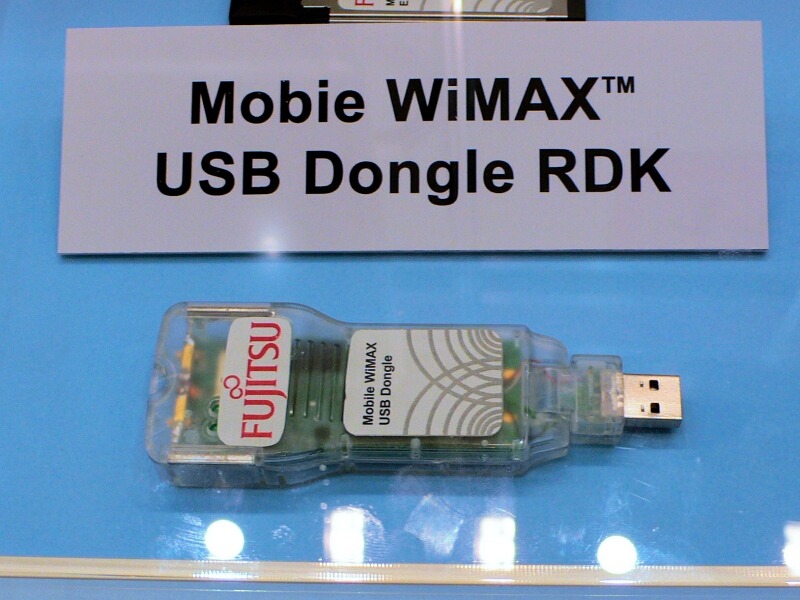 Mobie WiMAX™
USB Dongle RDK
FUJITSU
Mobile WiMAX
USB Dongle